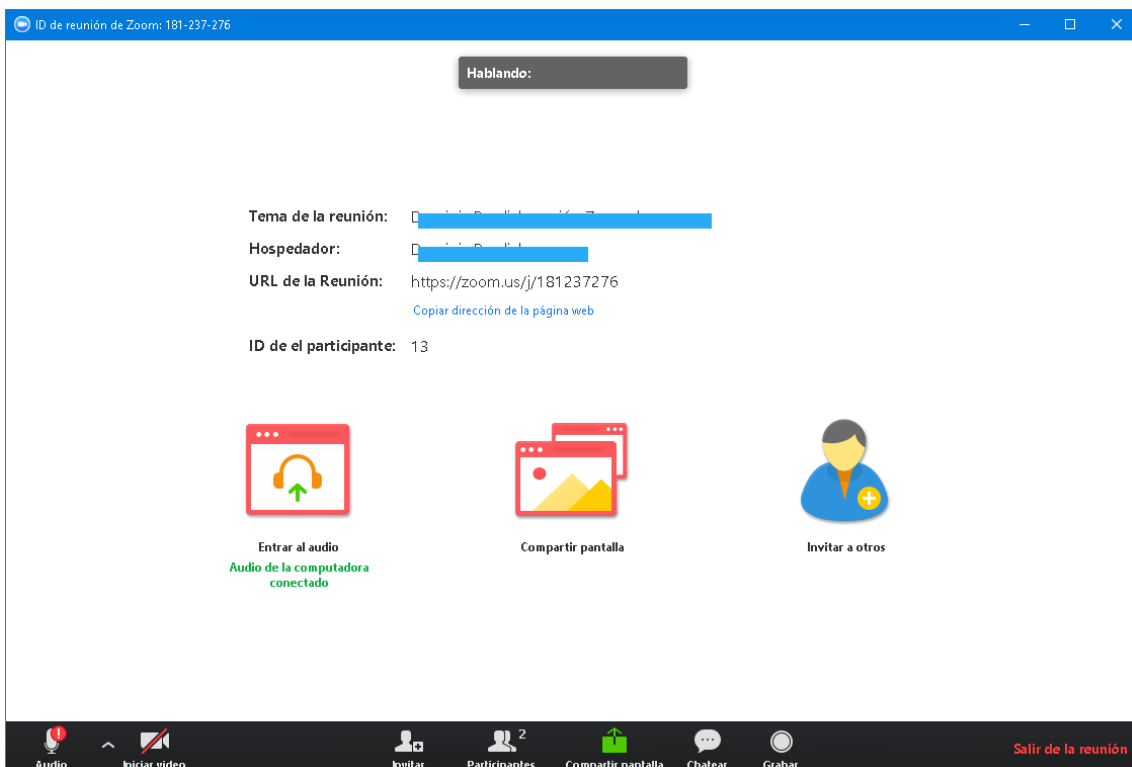 ID de reunión de Zoom: 181-237-276
Hablando:
Tema de la reunión:
Hospedador:
URL de la Reunión: https://zoom.us/j/181237276
Copiar dirección de la página web
ID de el participante: 13
Entrar al audio
Audio de la computadora
conectado
Compartir pantalla
Invitar a otros
2
Audio Iniciar video Invitar Participantes Compartir pantalla Chatear Grabar Salir de la reunión